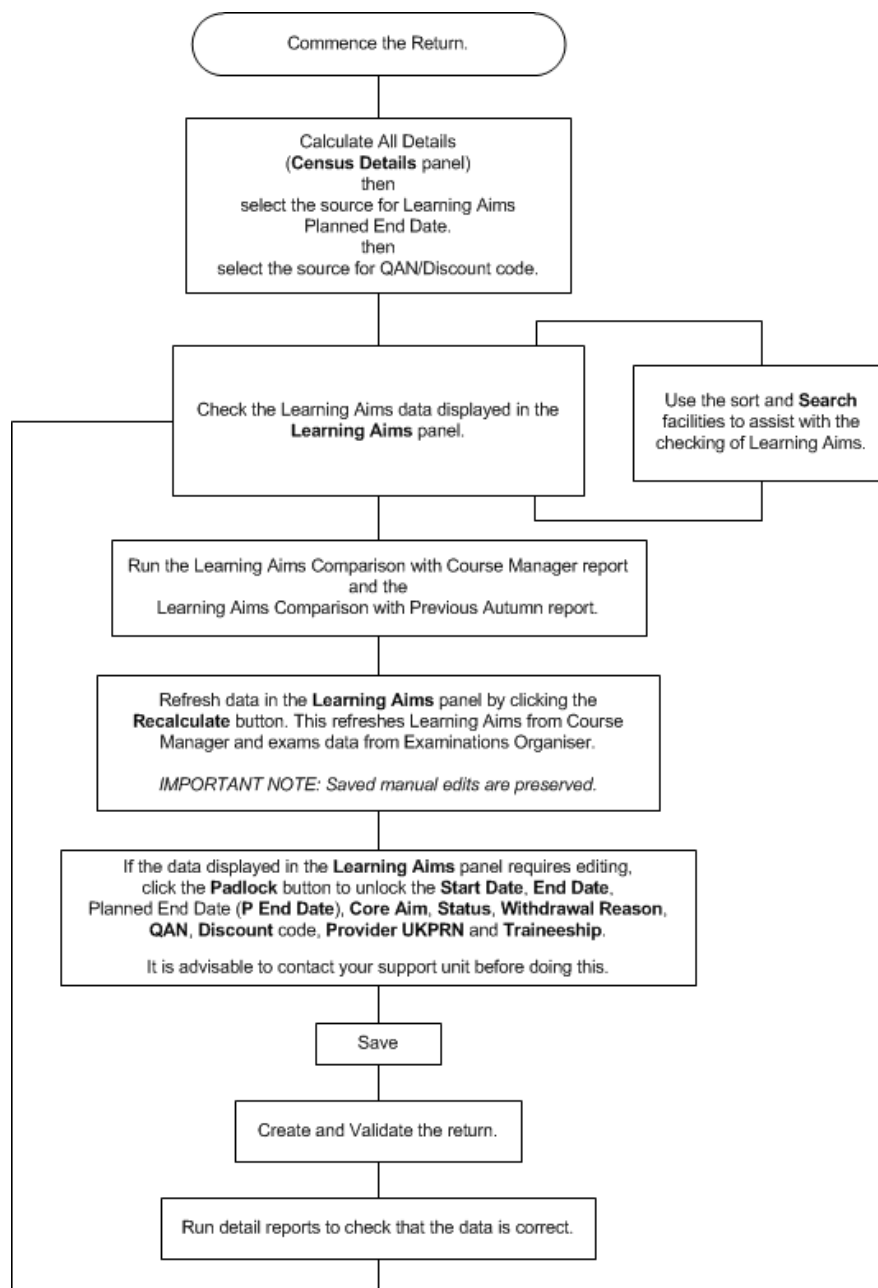 Commence the Return.
Calculate All Details
(Census Details panel)
then
select the source for Learning Aims
Planned End Date.
then
select the source for QAN/Discount code.
Check the Learning Aims data displayed in the
Learning Aims panel.
Use the sort and Search
facilities to assist with the
checking of Learning Aims.
Run the Learning Aims Comparison with Course Manager report
and the
Learning Aims Comparison with Previous Autumn report.
Refresh data in the Learning Aims panel by clicking the
Recalculate button. This refreshes Learning Aims from Course
Manager and exams data from Examinations Organiser.
IMPORTANT NOTE: Saved manual edits are preserved.
If the data displayed in the Learning Aims panel requires editing,
click the Padlock button to unlock the Start Date, End Date,
Planned End Date (P End Date), Core Aim, Status, Withdrawal Reason,
QAN, Discount code, Provider UKPRN and Traineeship.
It is advisable to contact your support unit before doing this.
Save
Create and Validate the return.
Run detail reports to check that the data is correct.